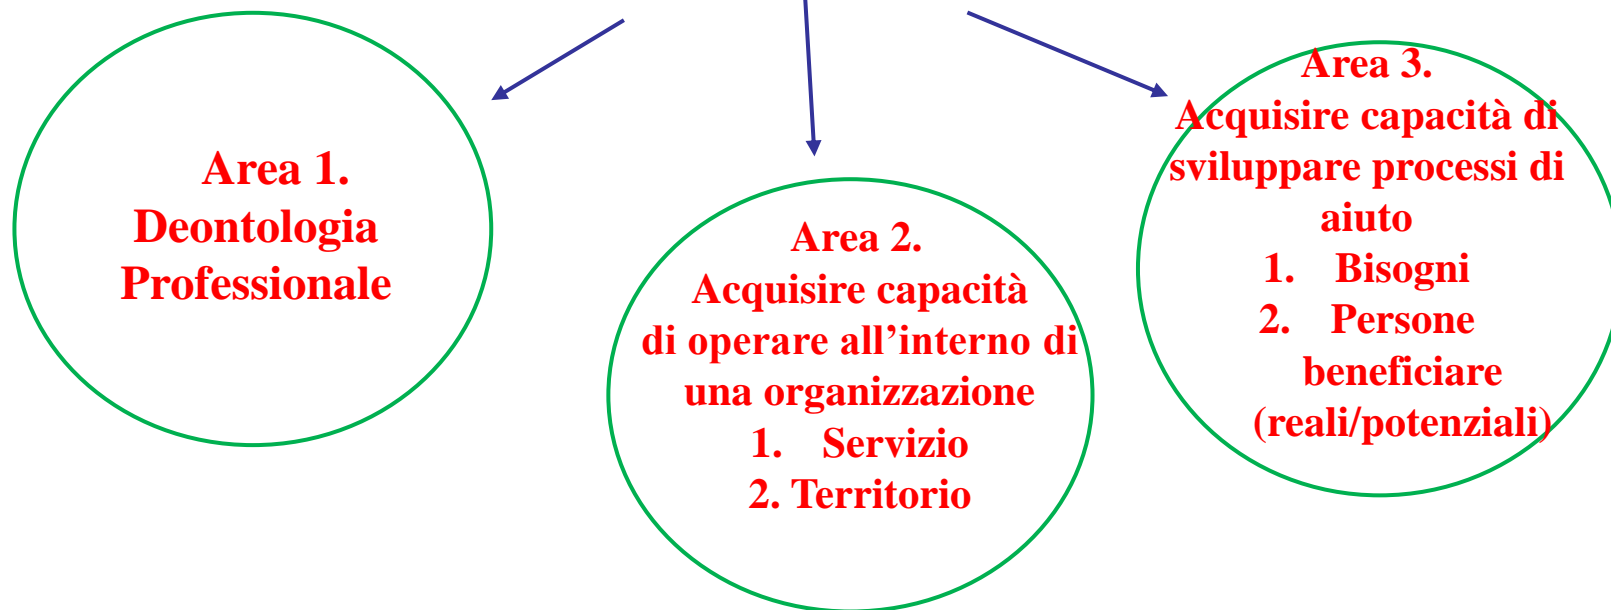 Area 1.
Deontologia
Professionale
Area 2.
Acquisire capacità
di operare all’interno di
una organizzazione
1. Servizio
2. Territorio
Area 3.
Acquisire capacità di
sviluppare processi di
aiuto
1. Bisogni
2. Persone
beneficiare
(reali/potenziali)